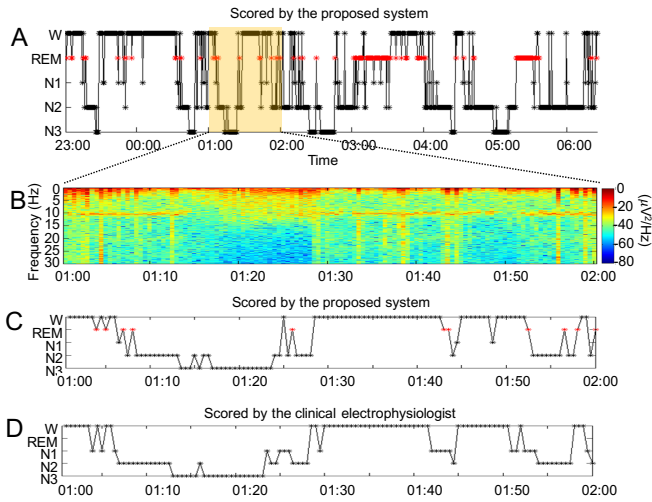 Scored by the proposed system
A
W
REM
N1
N2
N3
23:00 00:00 01:00 02:00 03:00 04:00 05:00 06:00
Time
B
Frequency (Hz)
0
5
10
15
20
25
30
01:00 01:10 01:20 01:30 01:40 01:50 02:00
0
-20
-40
-60
-80
(μV²/Hz)
Scored by the proposed system
C
W
REM
N1
N2
N3
01:00 01:10 01:20 01:30 01:40 01:50 02:00
Scored by the clinical electrophysiologist
D
W
REM
N1
N2
N3
01:00 01:10 01:20 01:30 01:40 01:50 02:00